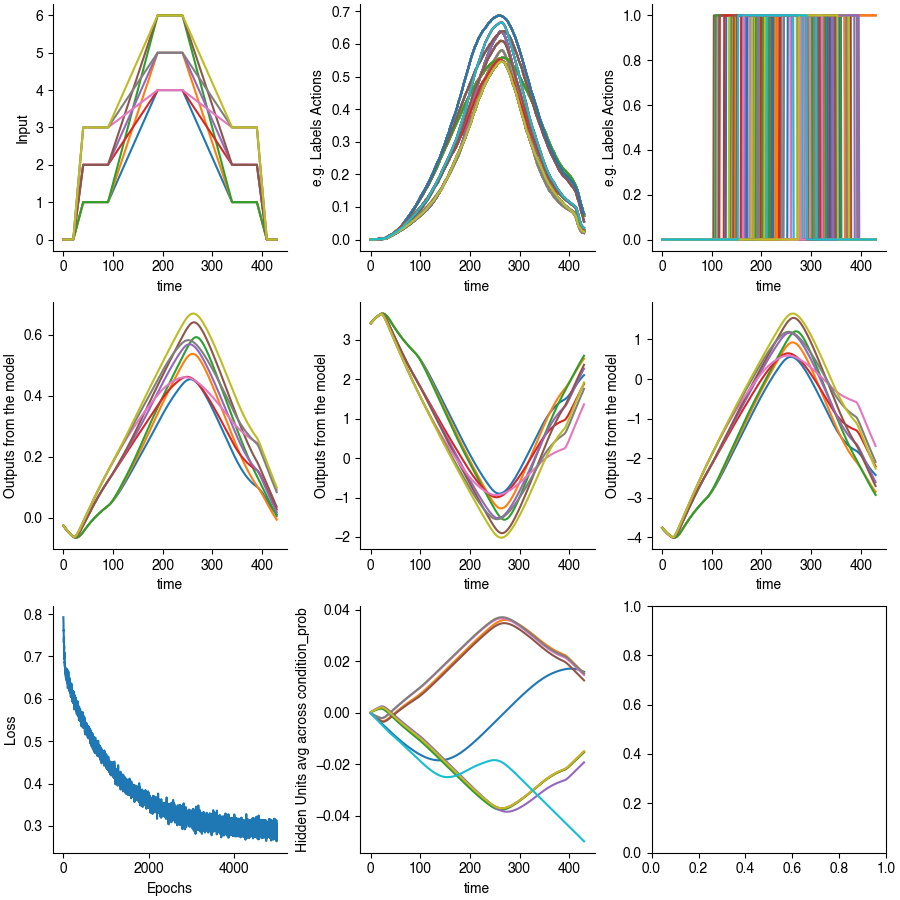 6
5
4
3
2
1
0
Input
0 100 200 300 400
time
0.7
0.6
0.5
0.4
0.3
0.2
0.1
0.0
e.g. Labels Actions
0 100 200 300 400
time
1.0
0.8
0.6
0.4
0.2
0.0
e.g. Labels Actions
0 100 200 300 400
time
0.6
0.4
0.2
0.0
Outputs from the model
0 100 200 300 400
time
3
2
1
0
−1
−2
Outputs from the model
0 100 200 300 400
time
1
0
−1
−2
−3
−4
Outputs from the model
0 100 200 300 400
time
0.8
0.7
0.6
0.5
0.4
0.3
Loss
0 2000 4000
Epochs
0.04
0.02
0.00
−0.02
−0.04
Hidden Units avg across condition_prob
0 100 200 300 400
time
1.0
0.8
0.6
0.4
0.2
0.0
0.0 0.2 0.4 0.6 0.8 1.0